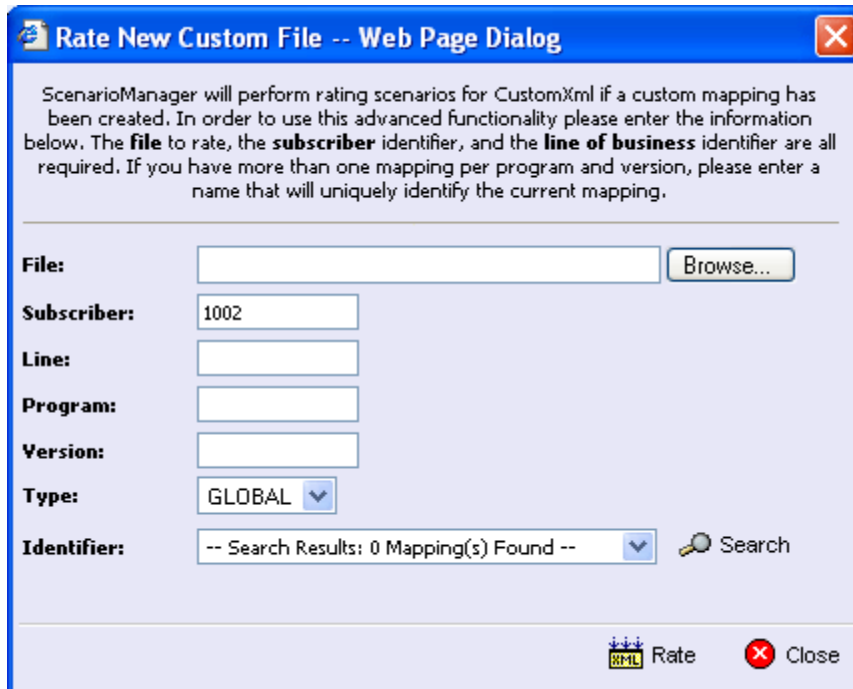 Rate New Custom File -- Web Page Dialog
ScenarioManager will perform rating scenarios for CustomXml if a custom mapping has
been created. In order to use this advanced functionality please enter the information
below. The file to rate, the subscriber identifier, and the line of business identifier are all
required. If you have more than one mapping per program and version, please enter a
name that will uniquely identify the current mapping.
File: Browse...
Subscriber: 1002
Line:
Program:
Version:
Type: GLOBAL
Identifier: -- Search Results: 0 Mapping(s) Found -- Search
XML Rate Close